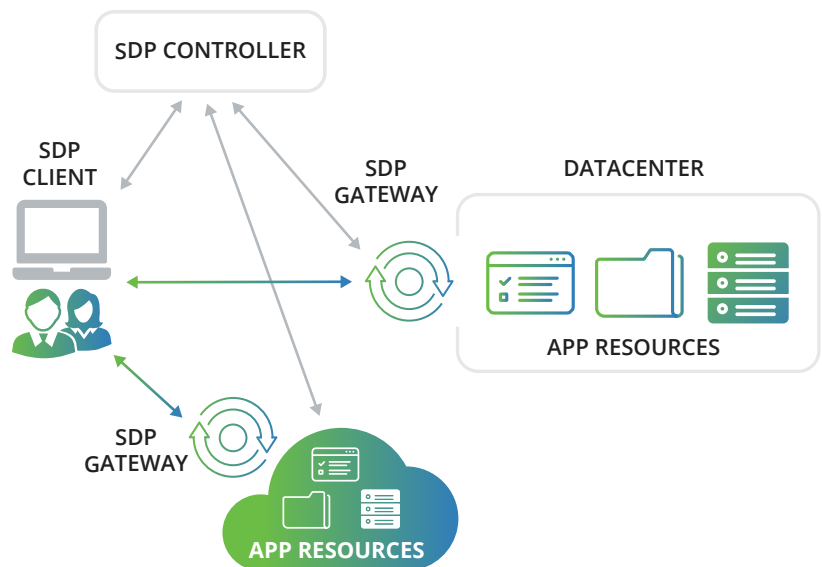 SDP CONTROLLER
SDP
CLIENT
SDP
GATEWAY
DATACENTER
APP RESOURCES
SDP
GATEWAY
APP RESOURCES